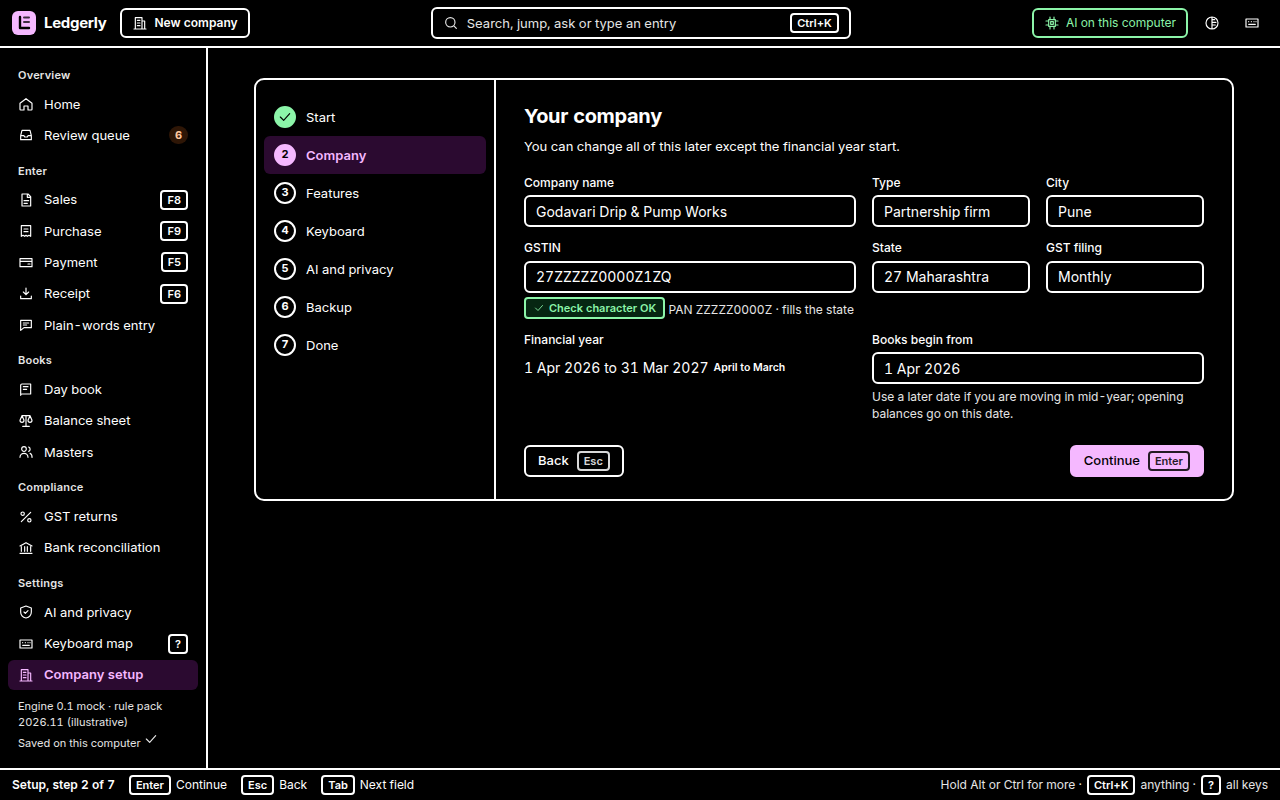 Ledgerly
New company
Search, jump, ask or type an entry
Ctrl+K
AI on this computer
Overview
Home
Review queue 6
Enter
Sales F8
Purchase F9
Payment F5
Receipt F6
Plain-words entry
Books
Day book
Balance sheet
Masters
Compliance
GST returns
Bank reconciliation
Settings
AI and privacy
Keyboard map ?
Company setup
Engine 0.1 mock · rule pack
2026.11 (illustrative)
Saved on this computer
Start
2 Company
3 Features
4 Keyboard
5 AI and privacy
6 Backup
7 Done
Your company
You can change all of this later except the financial year start.
Company name Type City
Godavari Drip & Pump Works Partnership firm Pune
GSTIN State GST filing
27ZZZZZ0000Z1ZQ 27 Maharashtra Monthly
Check character OK PAN ZZZZZ0000Z · fills the state
Financial year Books begin from
1 Apr 2026 to 31 Mar 2027 April to March 1 Apr 2026
Use a later date if you are moving in mid-year; opening
balances go on this date.
Back Esc Continue Enter
Setup, step 2 of 7 Enter Continue Esc Back Tab Next field Hold Alt or Ctrl for more · Ctrl+K anything · ? all keys